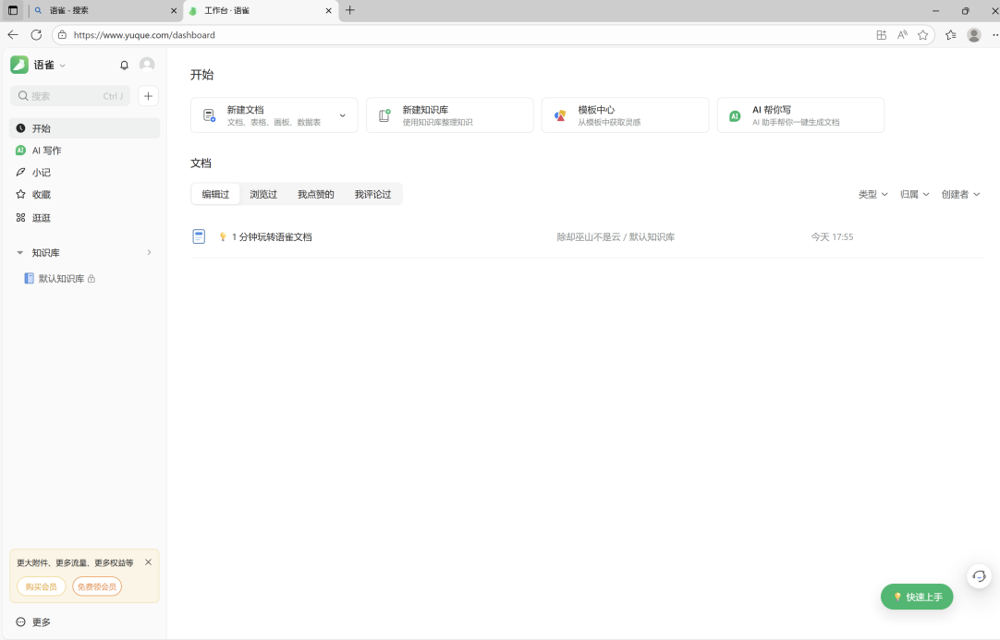 语雀 - 搜索
工作台 · 语雀
https://www.yuque.com/dashboard
语雀
搜索 Ctrl J
开始
AI 写作
小记
收藏
逛逛
知识库
默认知识库
更大附件、更多流量、更多权益等
购买会员 免费领会员
更多
开始
新建文档
文档、表格、画板、数据表
新建知识库
使用知识库整理知识
模板中心
从模板中获取灵感
AI
AI 帮你写
AI 助手帮你一键生成文档
文档
编辑过 浏览过 我点赞的 我评论过
类型 归属 创建者
1 分钟玩转语雀文档 除却巫山不是云 / 默认知识库 今天 17:55
快速上手